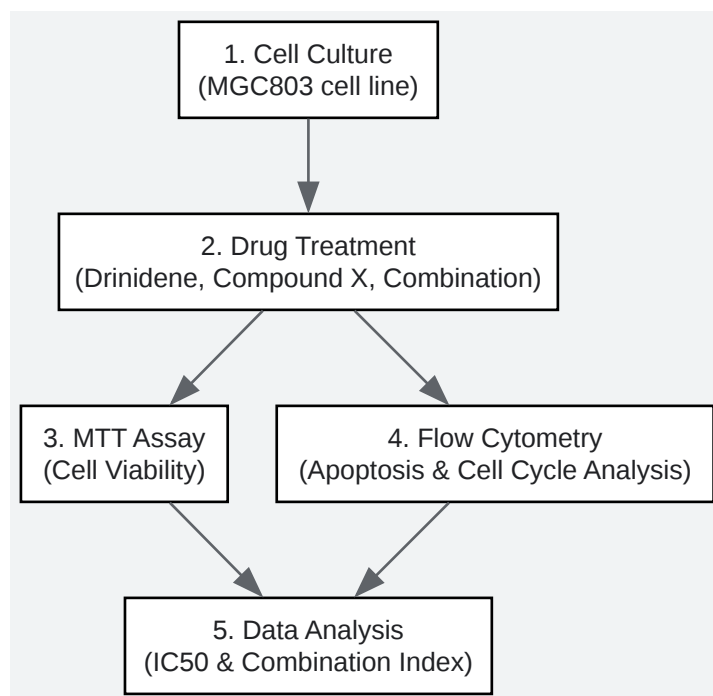 1. Cell Culture
(MGC803 cell line)
2. Drug Treatment
(Drinidene, Compound X, Combination)
3. MTT Assay
(Cell Viability)
4. Flow Cytometry
(Apoptosis & Cell Cycle Analysis)
5. Data Analysis
(IC50 & Combination Index)